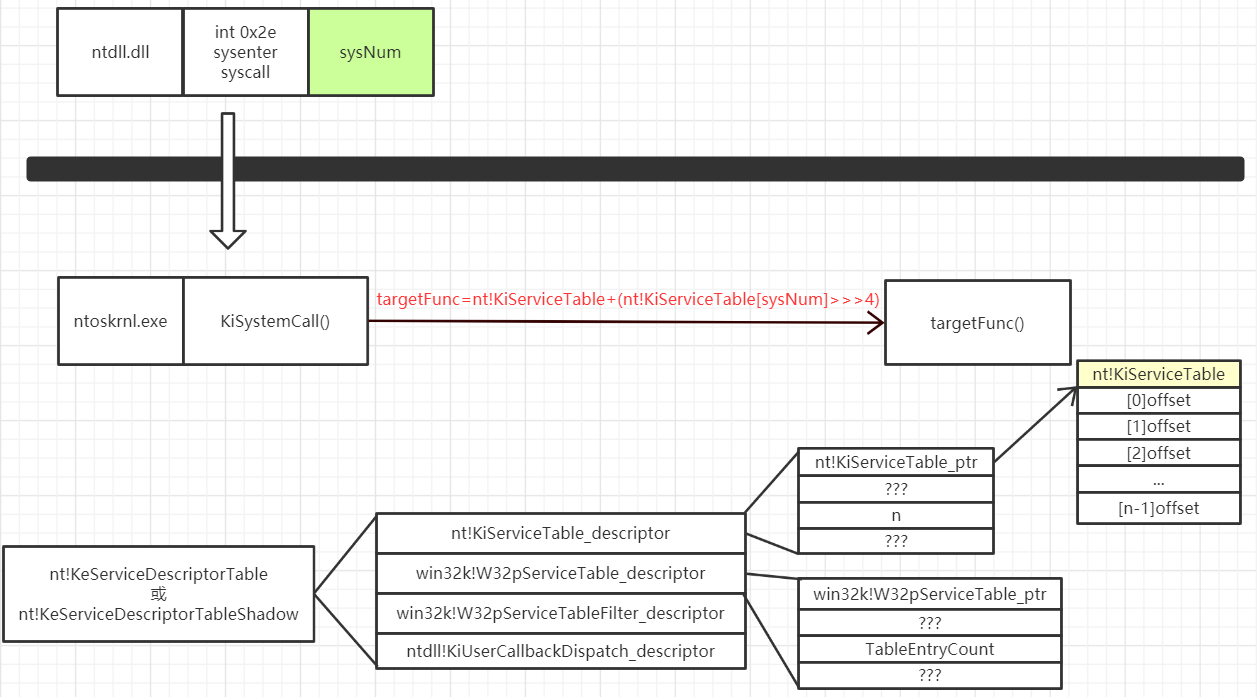 ntdll.dll
int 0x2e
sysenter
syscall
sysNum
ntoskrnl.exe
KiSystemCall()
targetFunc=nt!KiServiceTable+(nt!KiServiceTable[sysNum]>>>4)
targetFunc()
nt!KiServiceTable
[0]offset
[1]offset
[2]offset
...
[n-1]offset
nt!KiServiceTable_ptr
???
n
???
nt!KeServiceDescriptorTable
或
nt!KeServiceDescriptorTableShadow
nt!KiServiceTable_descriptor
win32k!W32pServiceTable_descriptor
win32k!W32pServiceTableFilter_descriptor
ntdll!KiUserCallbackDispatch_descriptor
win32k!W32pServiceTable_ptr
???
TableEntryCount
???